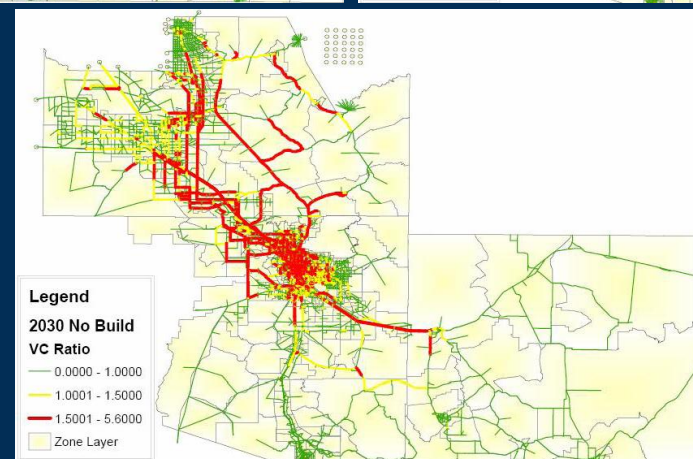 Legend
2030 No Build
VC Ratio
0.0000 - 1.0000
1.0001 - 1.5000
1.5001 - 5.6000
Zone Layer